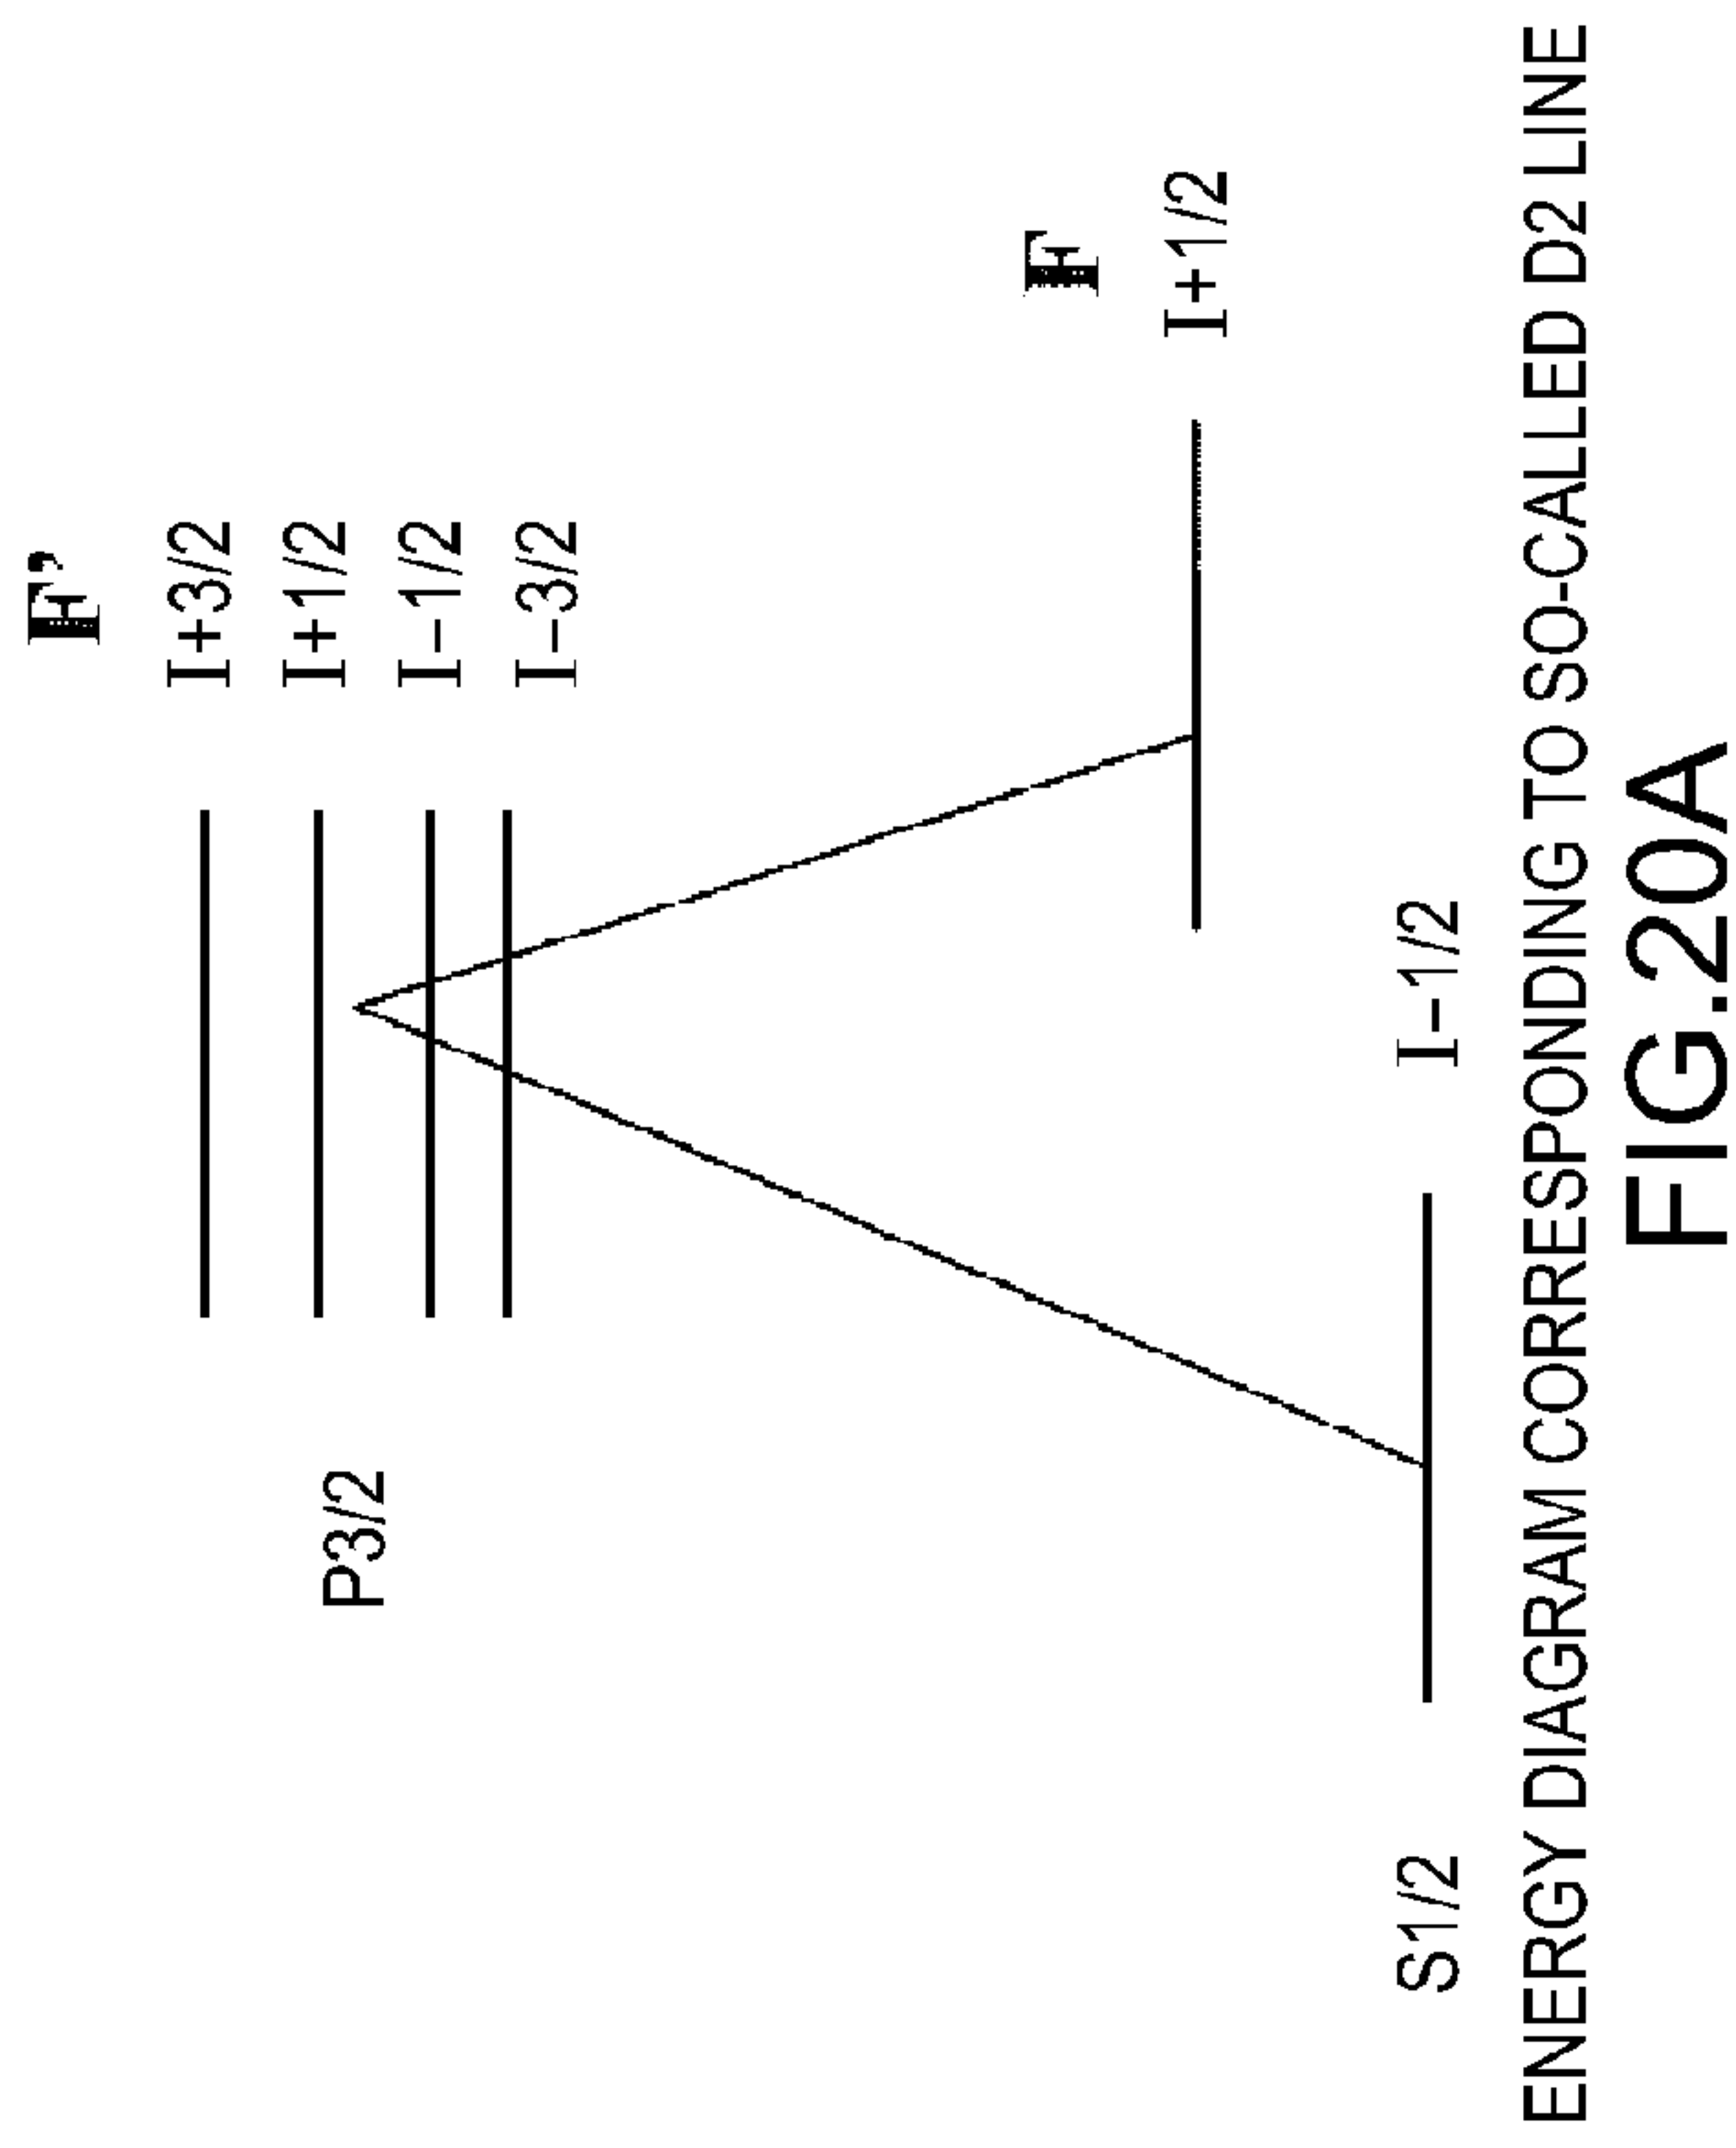 F'
I+3/2
I+1/2
I-1/2
I-3/2
P3/2
F
I+1/2
I-1/2
S1/2
ENERGY DIAGRAM CORRESPONDING TO SO-CALLED D2 LINE
FIG.20A